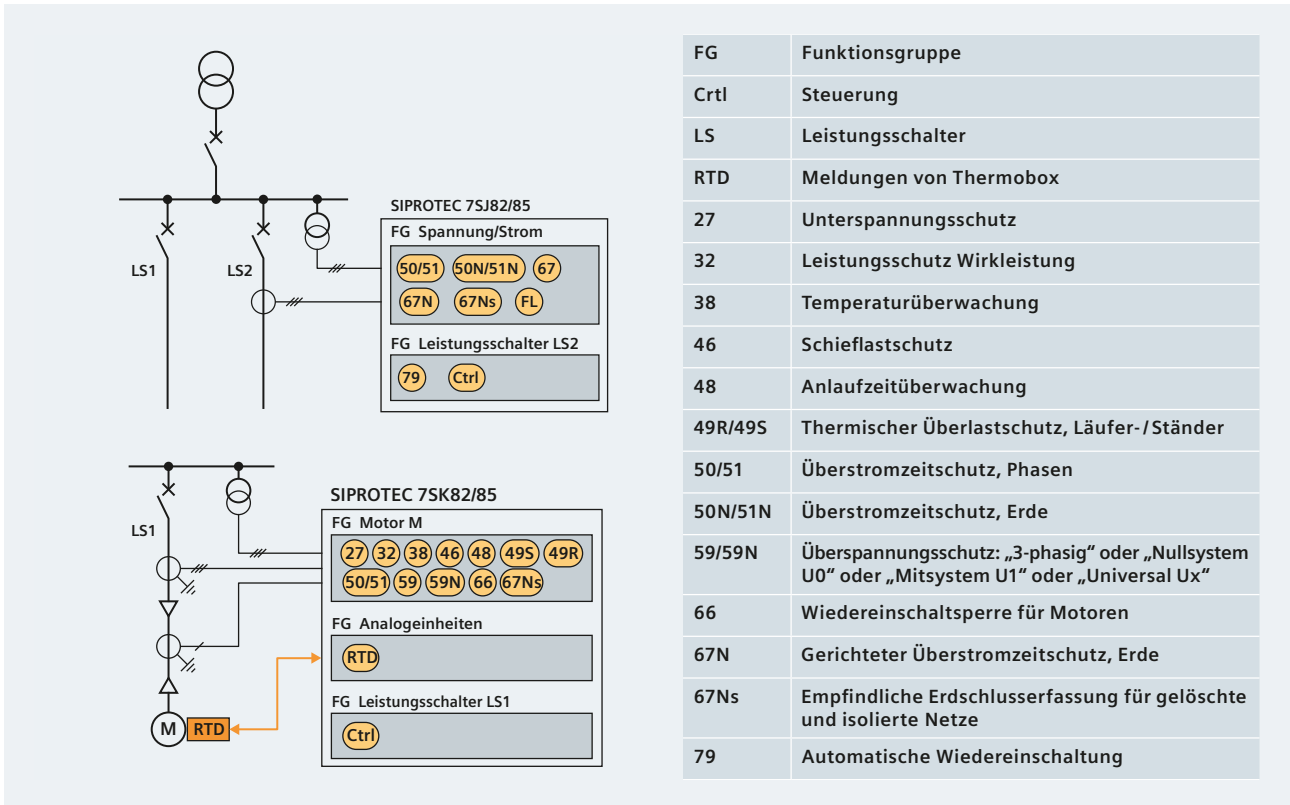 LS1
LS2
SIPROTEC 7SJ82/85
FG Spannung/Strom
50/51 50N/51N 67
67N 67Ns FL
FG Leistungsschalter LS2
79 Ctrl
LS1
M RTD
SIPROTEC 7SK82/85
FG Motor M
27 32 38 46 48 49S 49R
50/51 59 59N 66 67Ns
FG Analogeinheiten
RTD
FG Leistungsschalter LS1
Ctrl
FG Funktionsgruppe
Crtl Steuerung
LS Leistungsschalter
RTD Meldungen von Thermobox
27 Unterspannungsschutz
32 Leistungsschutz Wirkleistung
38 Temperaturüberwachung
46 Schieflastschutz
48 Anlaufzeitüberwachung
49R/49S Thermischer Überlastschutz, Läufer-/Ständer
50/51 Überstromzeitschutz, Phasen
50N/51N Überstromzeitschutz, Erde
59/59N Überspannungsschutz: „3-phasig“ oder „Nullsystem
U0“ oder „Mitsystem U1“ oder „Universal Ux“
66 Wiedereinschaltsperre für Motoren
67N Gerichteter Überstromzeitschutz, Erde
67Ns Empfindliche Erdschlusserfassung für gelöschte
und isolierte Netze
79 Automatische Wiedereinschaltung